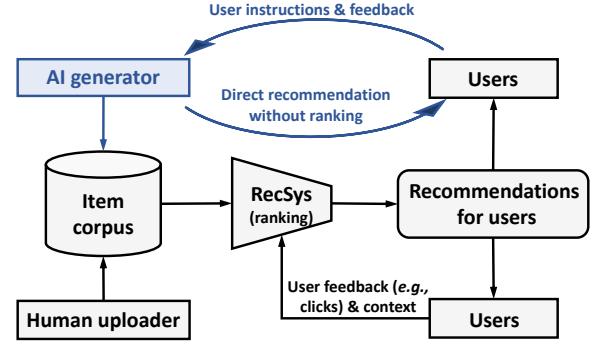 User instructions & feedback
AI generator
Users
Direct recommendation
without ranking
Item
corpus
RecSys
(ranking)
Recommendations
for users
User feedback (e.g.,
clicks) & context
Human uploader
Users